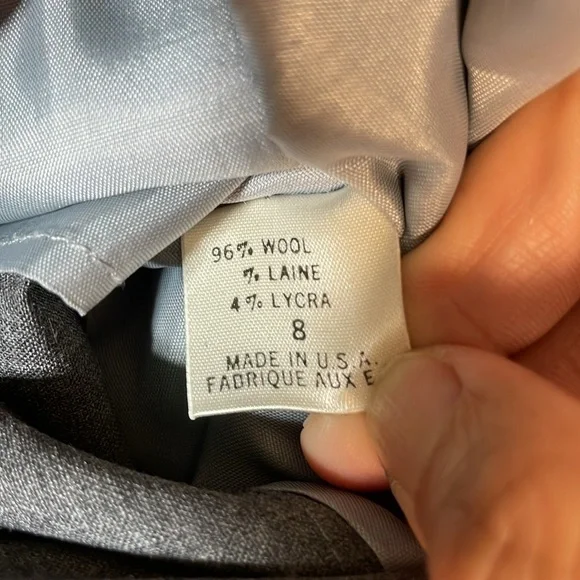 96% WOOL
% LAINE
4% LYCRA
8
MADE IN U.S.A.
FABRIQUE AUX E